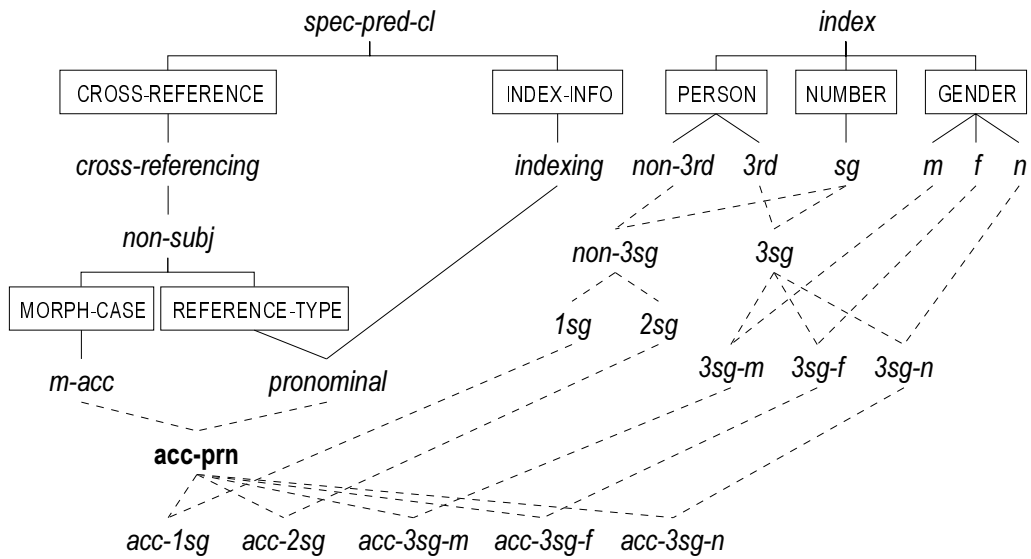 spec-pred-cl index
CROSS-REFERENCE INDEX-INFO PERSON NUMBER GENDER
cross-referencing indexing non-3rd 3rd sg m f n
non-subj non-3sg 3sg
MORPH-CASE REFERENCE-TYPE 1sg 2sg
m-acc pronominal 3sg-m 3sg-f 3sg-n
acc-prn
acc-1sg acc-2sg acc-3sg-m acc-3sg-f acc-3sg-n